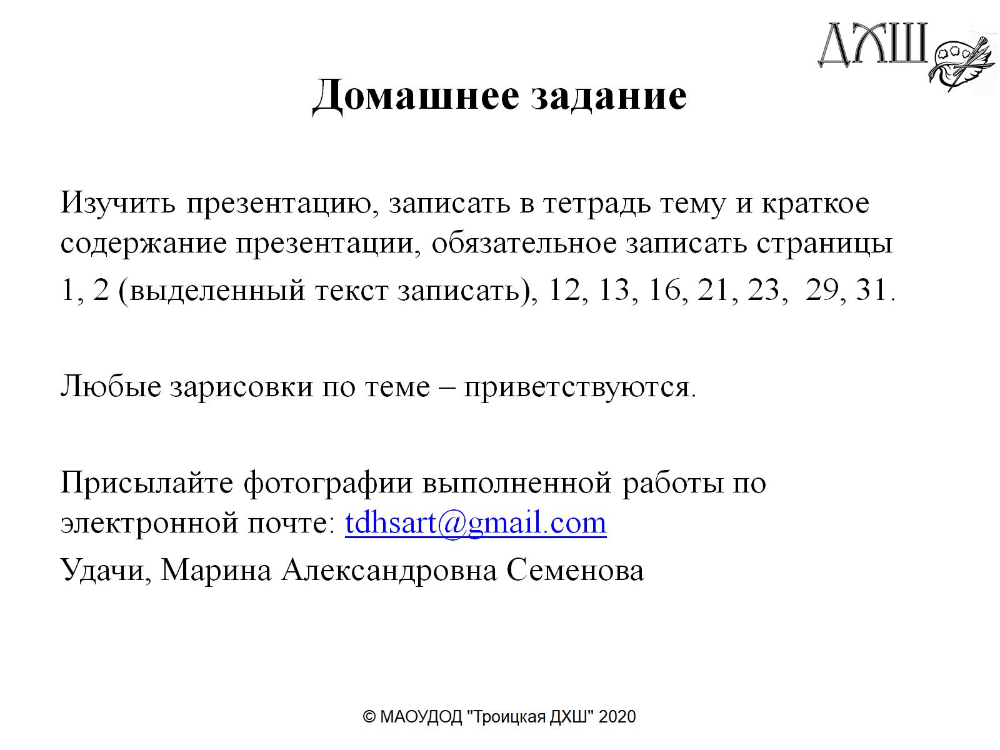 ДХШ
Домашнее задание
Изучить презентацию, записать в тетрадь тему и краткое
содержание презентации, обязательное записать страницы
1, 2 (выделенный текст записать), 12, 13, 16, 21, 23,  29, 31.
Любые зарисовки по теме – приветствуются.
Присылайте фотографии выполненной работы по
электронной почте: tdhsart@gmail.com
Удачи, Марина Александровна Семенова
© МАОУДОД "Троицкая ДХШ" 2020